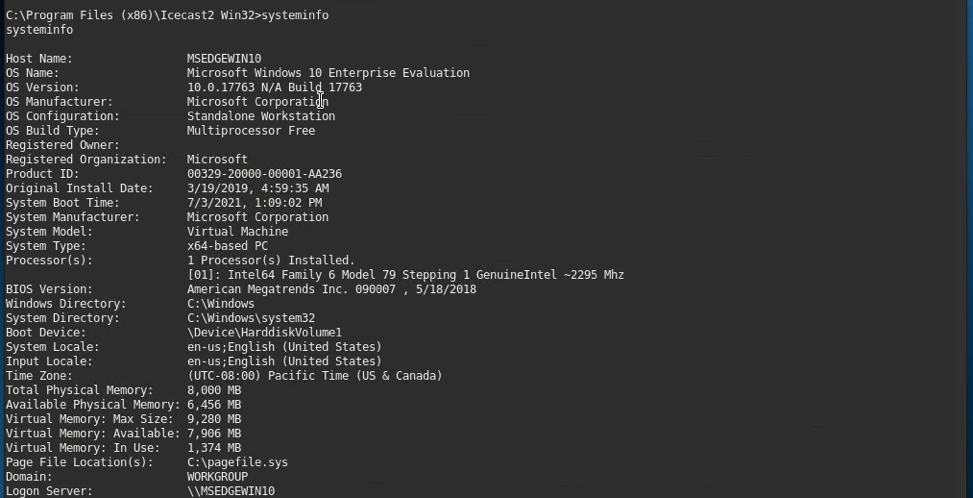 C:\Program Files (x86)\Icecast2 Win32>systeminfo
systeminfo
Host Name:                 MSEDGEWIN10
OS Name:                   Microsoft Windows 10 Enterprise Evaluation
OS Version:                10.0.17763 N/A Build 17763
OS Manufacturer:           Microsoft Corporation
OS Configuration:          Standalone Workstation
OS Build Type:             Multiprocessor Free
Registered Owner:
Registered Organization:   Microsoft
Product ID:                00329-20000-00001-AA236
Original Install Date:     3/19/2019, 4:59:35 AM
System Boot Time:          7/3/2021, 1:09:02 PM
System Manufacturer:       Microsoft Corporation
System Model:              Virtual Machine
System Type:               x64-based PC
Processor(s):              1 Processor(s) Installed.
                           [01]: Intel64 Family 6 Model 79 Stepping 1 GenuineIntel ~2295 Mhz
BIOS Version:              American Megatrends Inc. 090007 , 5/18/2018
Windows Directory:         C:\Windows
System Directory:          C:\Windows\system32
Boot Device:               \Device\HarddiskVolume1
System Locale:             en-us;English (United States)
Input Locale:              en-us;English (United States)
Time Zone:                 (UTC-08:00) Pacific Time (US & Canada)
Total Physical Memory:     8,000 MB
Available Physical Memory: 6,456 MB
Virtual Memory: Max Size:  9,280 MB
Virtual Memory: Available: 7,906 MB
Virtual Memory: In Use:    1,374 MB
Page File Location(s):     C:\pagefile.sys
Domain:                    WORKGROUP
Logon Server:              \\MSEDGEWIN10